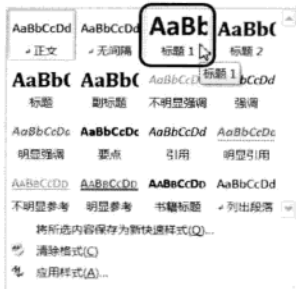 AaBbCcDd AaBbCcDd AaBb AaBb(
↲正文 ↲无间隔 标题 1 标题 2
标题 1
AaBb( AaBb( AaBbCcDd AaBbCcDd
标题 副标题 不明显强调 强调
AaBbCcDd AaBbCcDd AaBbCcDd AaBbCcDd
明显强调 要点 引用 明显引用
AABBCCDD AABBCCDD AABBCCDD AaBbCcDd
不明显参考 明显参考 书籍标题 ↲列出段落
将所选内容保存为新快速样式(Q)...
清除格式(C)
应用样式(A)...